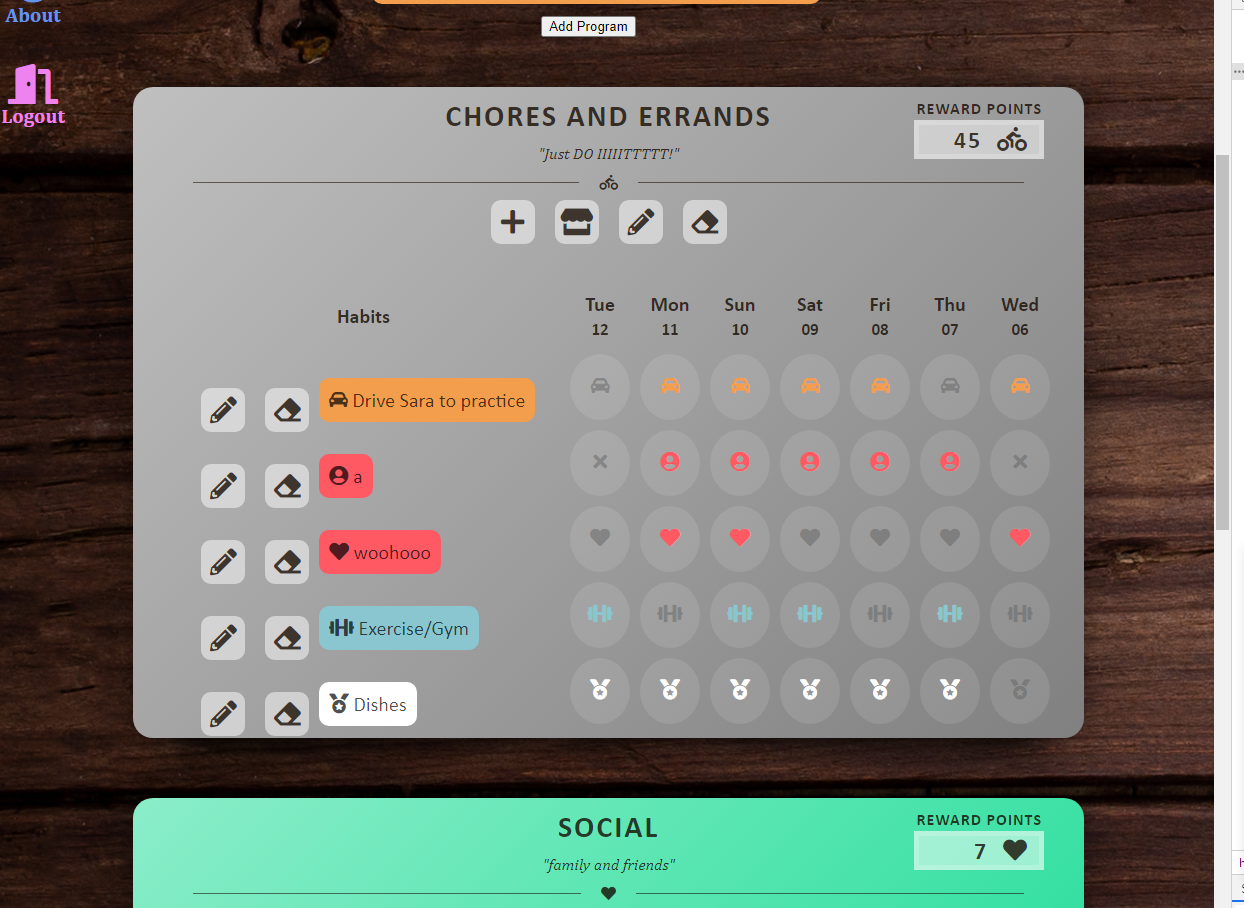 About
Add Program
Logout
CHORES AND ERRANDS
REWARD POINTS
45
"Just DO IIIIITTTTT!"
Habits
Tue Mon Sun Sat Fri Thu Wed
12 11 10 09 08 07 06
Drive Sara to practice
a
woohooo
Exercise/Gym
Dishes
SOCIAL
REWARD POINTS
7
"family and friends"